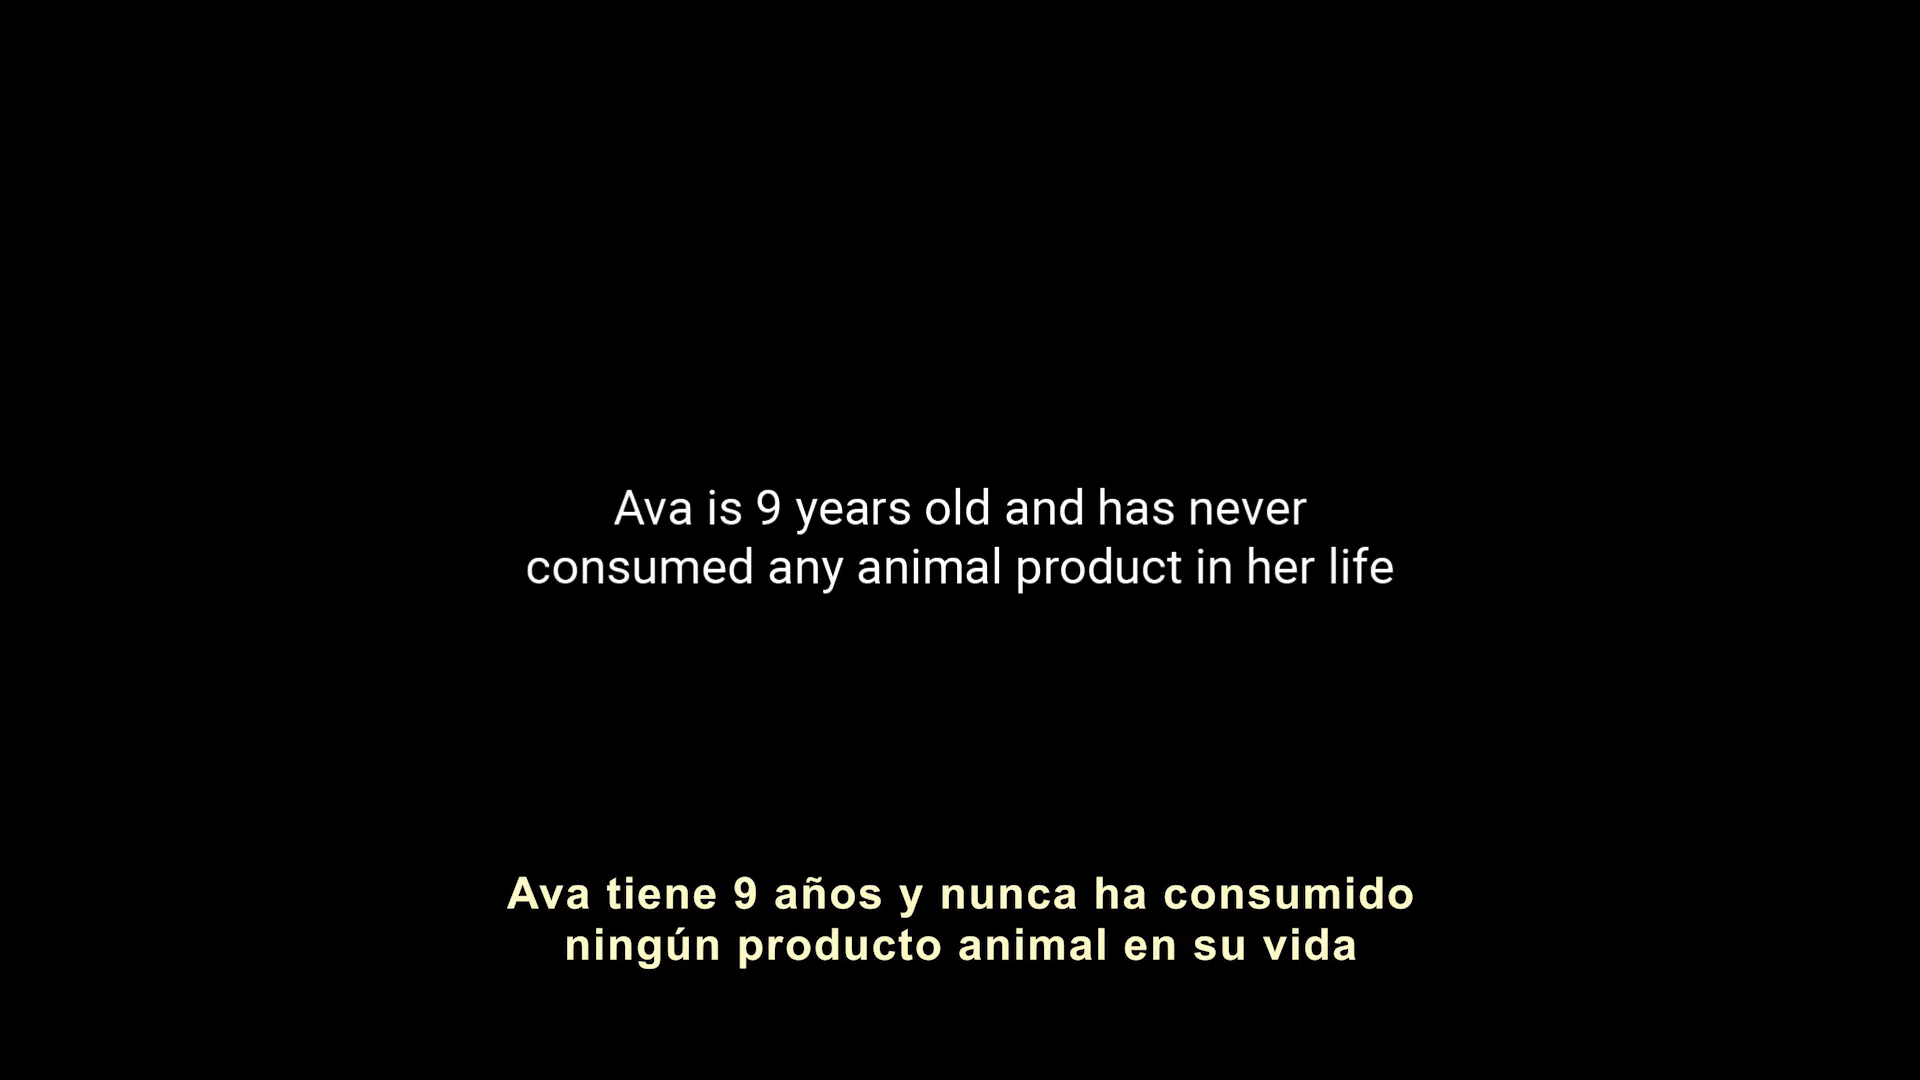 Ava is 9 years old and has never
consumed any animal product in her life
Ava tiene 9 años y nunca ha consumido
ningún producto animal en su vida